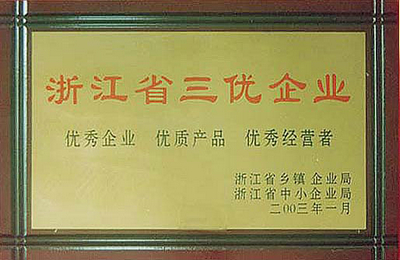 浙江省三优企业
优秀企业 优质产品 优秀经营者
浙江省乡镇企业局
浙江省中小企业局
二00三年一月